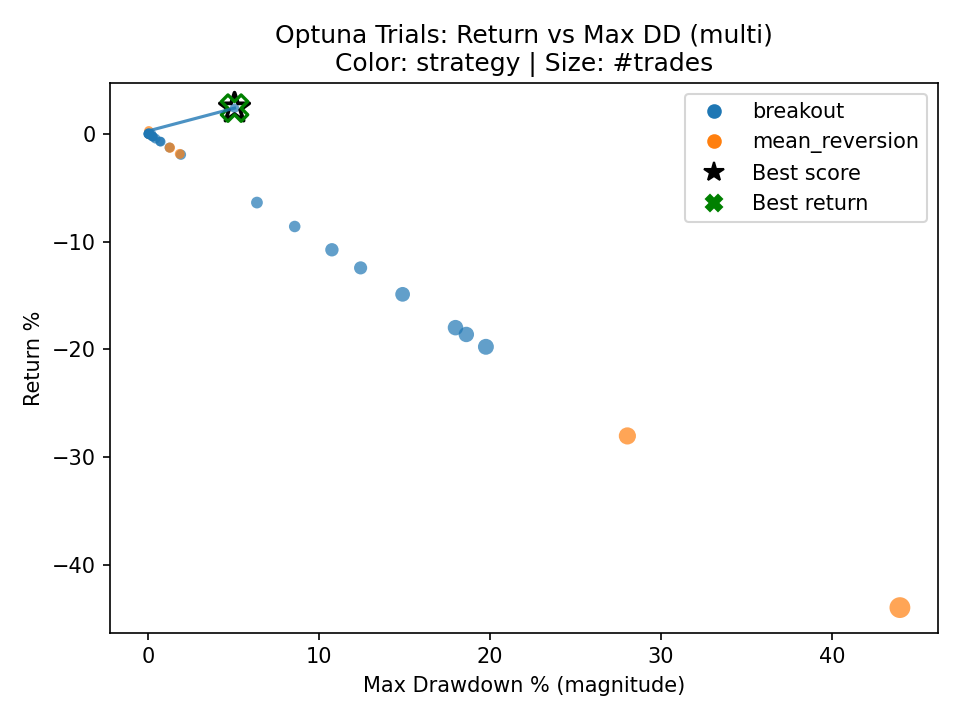 Optuna Trials: Return vs Max DD (multi)
Color: strategy | Size: #trades
breakout
mean_reversion
Best score
Best return
Return %
0
−10
−20
−30
−40
0 10 20 30 40
Max Drawdown % (magnitude)